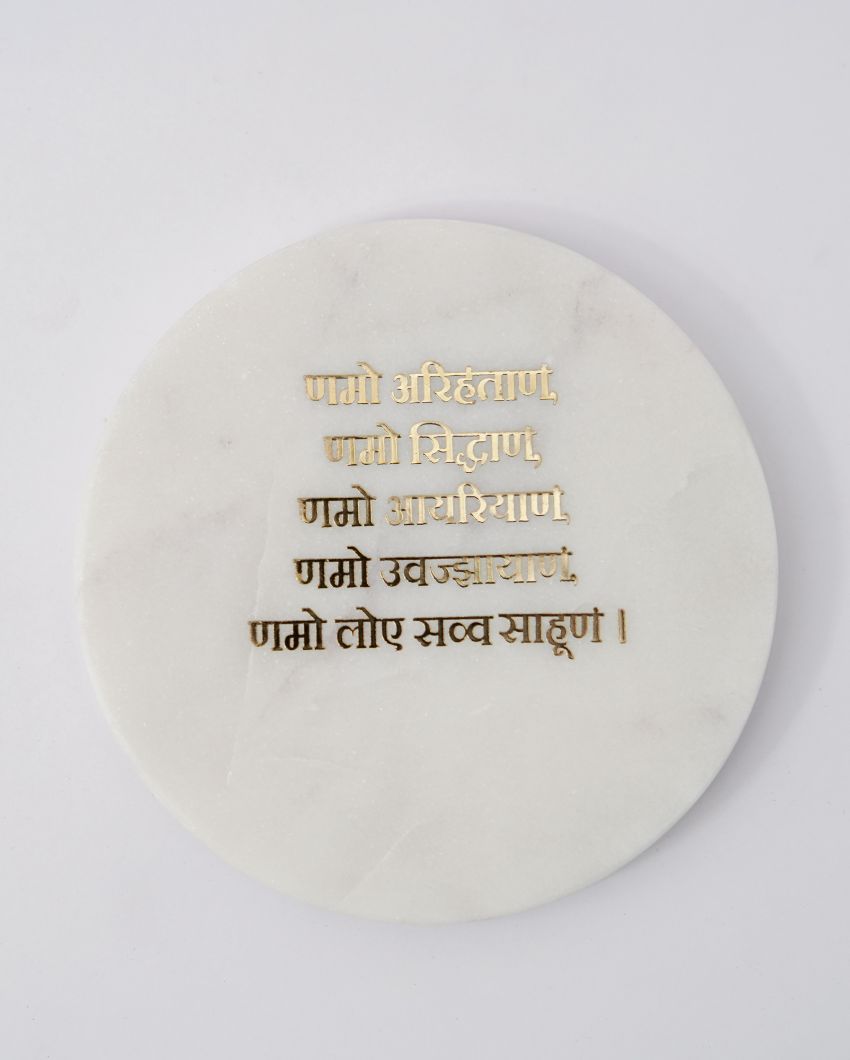 णमो अरिहंताणं,
णमो सिद्धाणं,
णमो आयरियाणं,
णमो उवज्झायाणं,
णमो लोए सव्व साहूणं ।